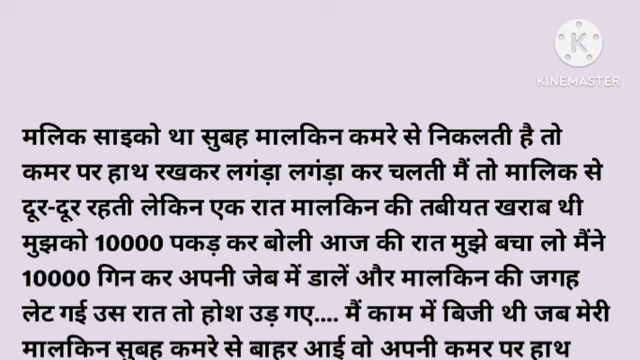 K
KINEMASTER
मलिक साइको था सुबह मालकिन कमरे से निकलती है तो
कमर पर हाथ रखकर लगंड़ा लगंड़ा कर चलती मैं तो मालिक से
दूर-दूर रहती लेकिन एक रात मालकिन की तबीयत खराब थी
मुझको 10000 पकड़ कर बोली आज की रात मुझे बचा लो मैंने
10000 गिन कर अपनी जेब में डालें और मालकिन की जगह
लेट गई उस रात तो होश उड़ गए.... मैं काम में बिजी थी जब मेरी
मालकिन सुबह कमरे से बाहर आई वो अपनी कमर पर हाथ